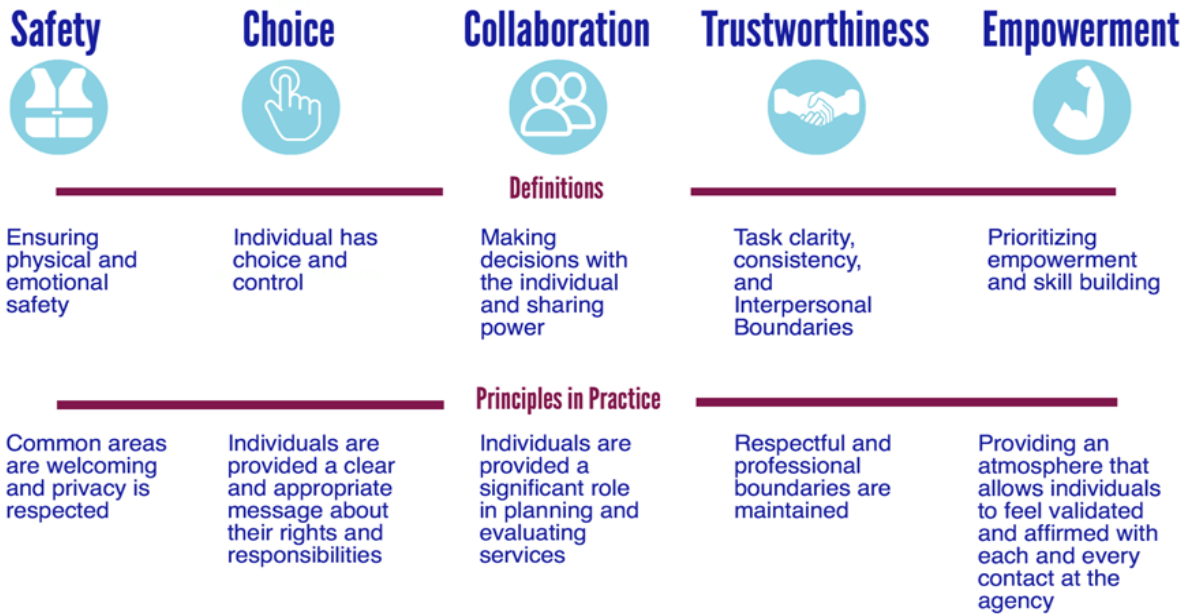 Safety
Choice
Collaboration
Trustworthiness
Empowerment
Definitions
Ensuring
physical and
emotional
safety
Individual has
choice and
control
Making
decisions with
the individual
and sharing
power
Task clarity,
consistency,
and
Interpersonal
Boundaries
Prioritizing
empowerment
and skill building
Principles in Practice
Common areas
are welcoming
and privacy is
respected
Individuals are
provided a clear
and appropriate
message about
their rights and
responsibilities
Individuals are
provided a
significant role
in planning and
evaluating
services
Respectful and
professional
boundaries are
maintained
Providing an
atmosphere that
allows individuals
to feel validated
and affirmed with
each and every
contact at the
agency